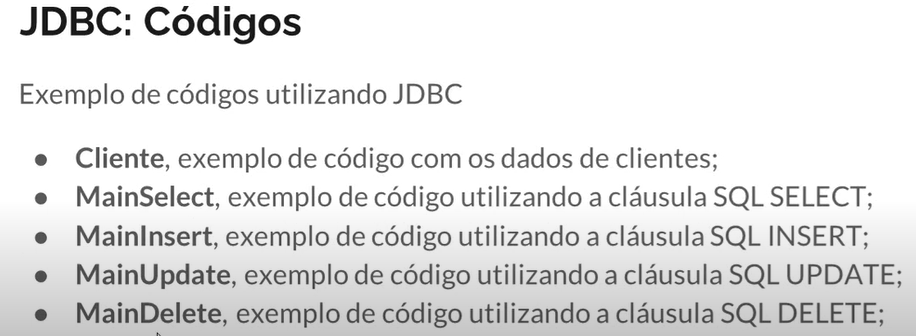 JDBC: Códigos
Exemplo de códigos utilizando JDBC
● Cliente, exemplo de código com os dados de clientes;
● MainSelect, exemplo de código utilizando a cláusula SQL SELECT;
● MainInsert, exemplo de código utilizando a cláusula SQL INSERT;
● MainUpdate, exemplo de código utilizando a cláusula SQL UPDATE;
● MainDelete, exemplo de código utilizando a cláusula SQL DELETE;